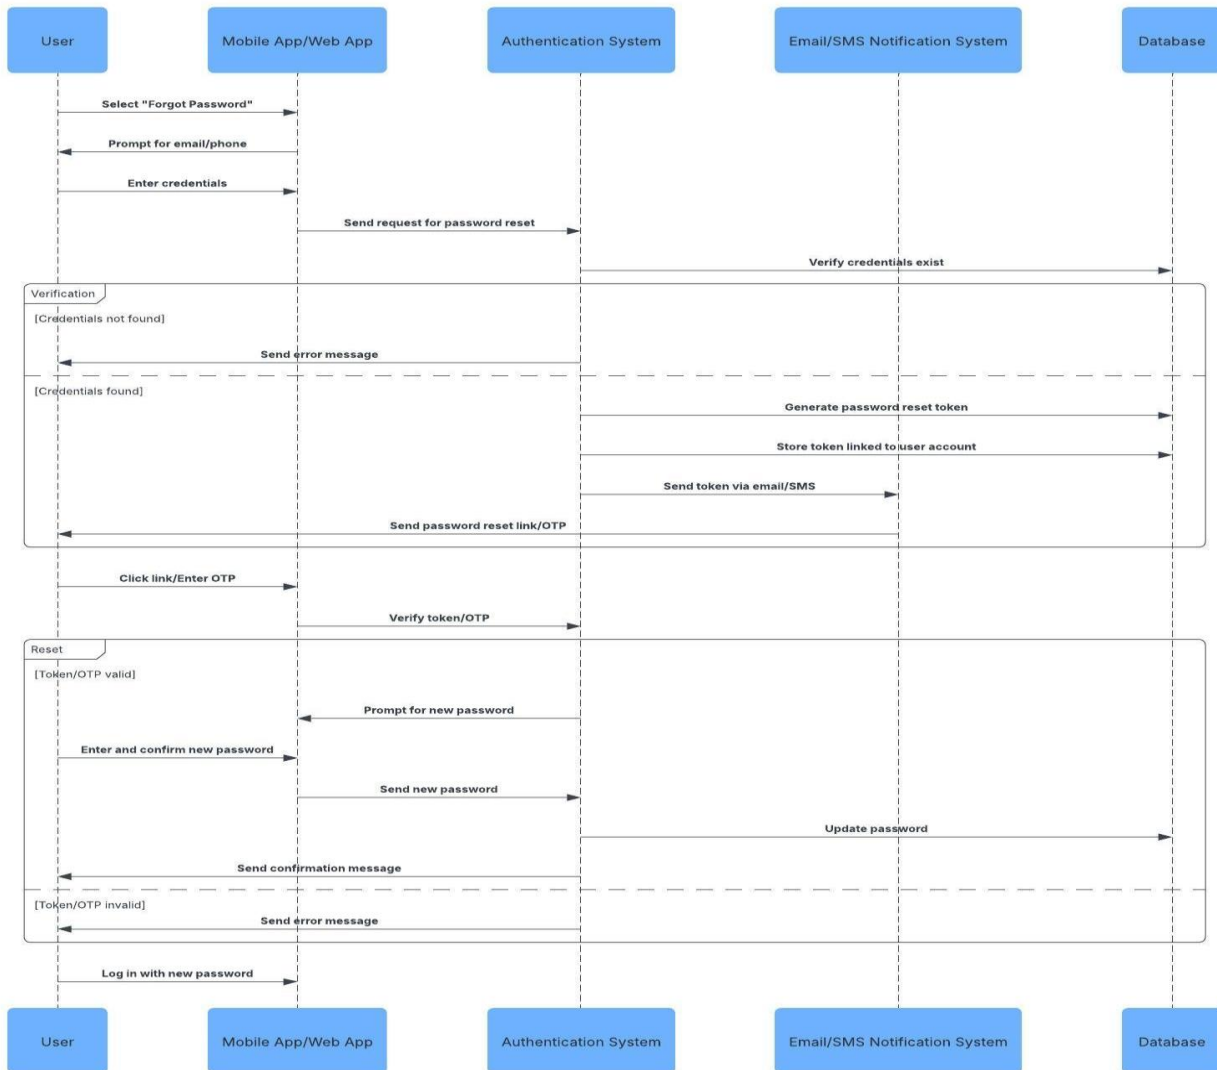 User
Mobile App/Web App
Authentication System
Email/SMS Notification System
Database
Select "Forgot Password"
Prompt for email/phone
Enter credentials
Send request for password reset
Verify credentials exist
Verification
[Credentials not found]
Send error message
[Credentials found]
Generate password reset token
Store token linked to user account
Send token via email/SMS
Send password reset link/OTP
Click link/Enter OTP
Verify token/OTP
Reset
[Token/OTP valid]
Prompt for new password
Enter and confirm new password
Send new password
Update password
Send confirmation message
[Token/OTP invalid]
Send error message
Log in with new password
User
Mobile App/Web App
Authentication System
Email/SMS Notification System
Database